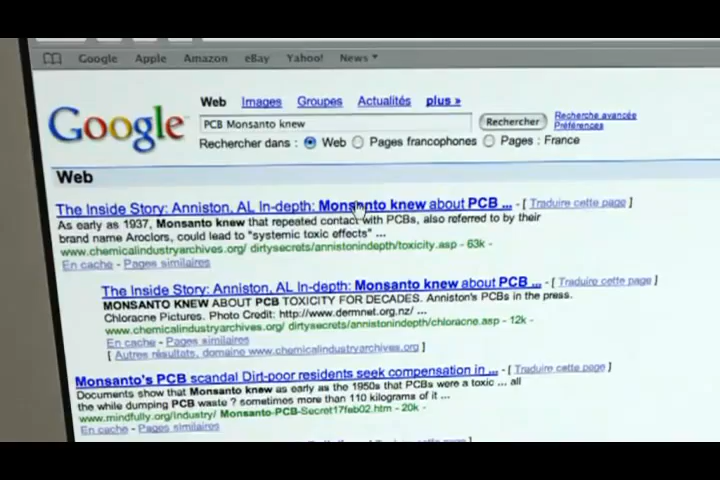 Google Apple Amazon eBay Yahoo! News
Web Images Groupes Actualités plus »
Google
PCB Monsanto knew Rechercher Recherche avancée
Préférences
Rechercher dans : Web Pages francophones Pages : France
Web
The Inside Story: Anniston, AL In-depth: Monsanto knew about PCB ... - [ Traduire cette page ]
As early as 1937, Monsanto knew that repeated contact with PCBs, also referred to by their
brand name Aroclors, could lead to "systemic toxic effects" ...
www.chemicalindustryarchives.org/ dirtysecrets/annistonindepth/toxicity.asp - 63k -
En cache - Pages similaires
The Inside Story: Anniston, AL In-depth: Monsanto knew about PCB ... - [ Traduire cette page ]
MONSANTO KNEW ABOUT PCB TOXICITY FOR DECADES. Anniston's PCBs in the press.
Chloracne Pictures. Photo Credit: http://www.dermnet.org.nz/ ...
www.chemicalindustryarchives.org/ dirtysecrets/annistonindepth/chloracne.asp - 12k -
En cache - Pages similaires
[ Autres résultats, domaine www.chemicalindustryarchives.org ]
Monsanto's PCB scandal Dirt-poor residents seek compensation in ... - [ Traduire cette page ]
Documents show that Monsanto knew as early as the 1950s that PCBs were a toxic ... all
the while dumping PCB waste ? sometimes more than 110 kilograms of it ...
www.mindfully.org/Industry/ Monsanto-PCB-Secret17feb02.htm - 20k -
En cache - Pages similaires